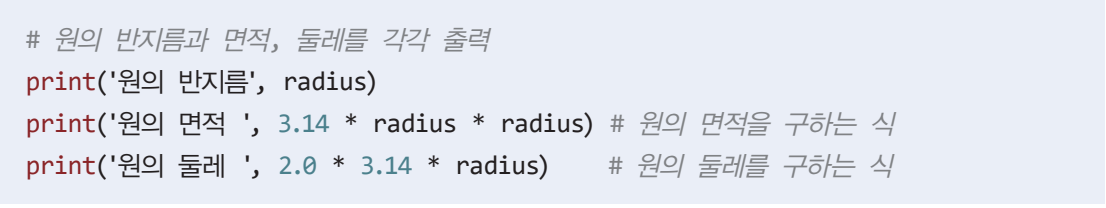 # 원의 반지름과 면적, 둘레를 각각 출력
print('원의 반지름', radius)
print('원의 면적 ', 3.14 * radius * radius) # 원의 면적을 구하는 식
print('원의 둘레 ', 2.0 * 3.14 * radius)    # 원의 둘레를 구하는 식